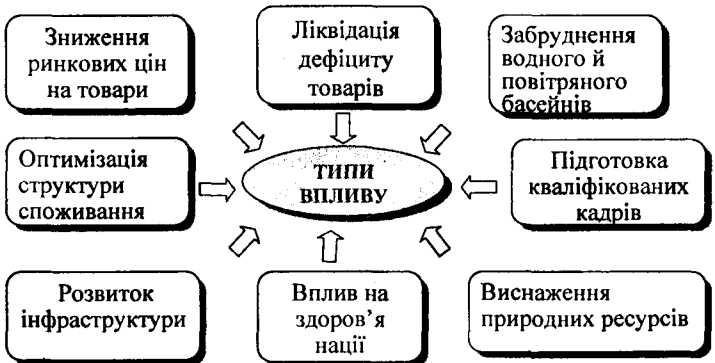 Зниження
ринкових цін
на товари
Ліквідація
дефіциту
товарів
Забруднення
водного й
повітряного
басейнів
Оптимізація
структури
споживання
ТИПИ
ВПЛИВУ
Підготовка
кваліфікованих
кадрів
Розвиток
інфраструктури
Вплив на
здоров'я
нації
Виснаження
природних ресурсів